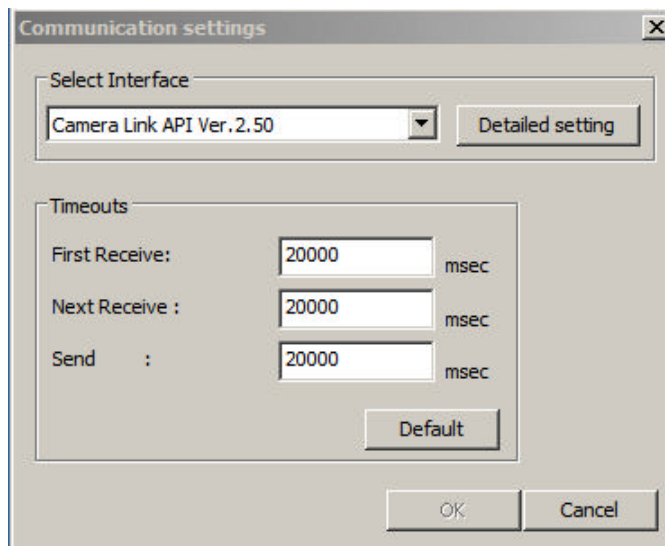 Communication settings
Select Interface
Camera Link API Ver.2.50
Detailed setting
Timeouts
First Receive: 20000 msec
Next Receive : 20000 msec
Send : 20000 msec
Default
OK Cancel